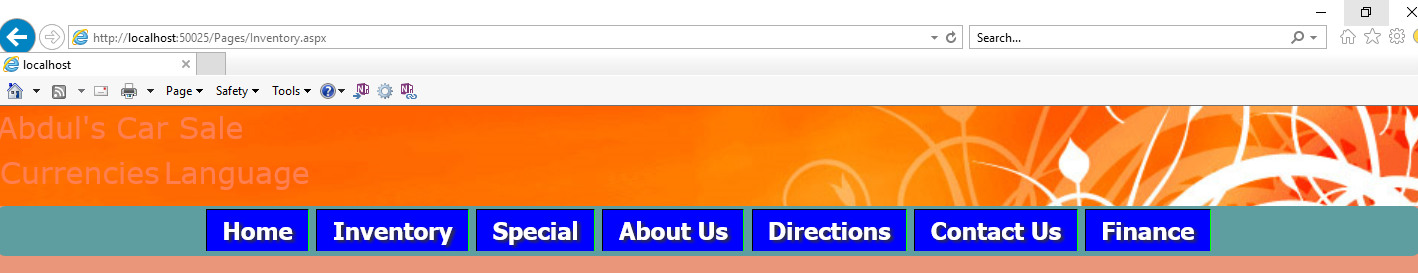 http://localhost:50025/Pages/Inventory.aspx Search...
localhost
Page Safety Tools
Abdul's Car Sale
Currencies Language
Home Inventory Special About Us Directions Contact Us Finance